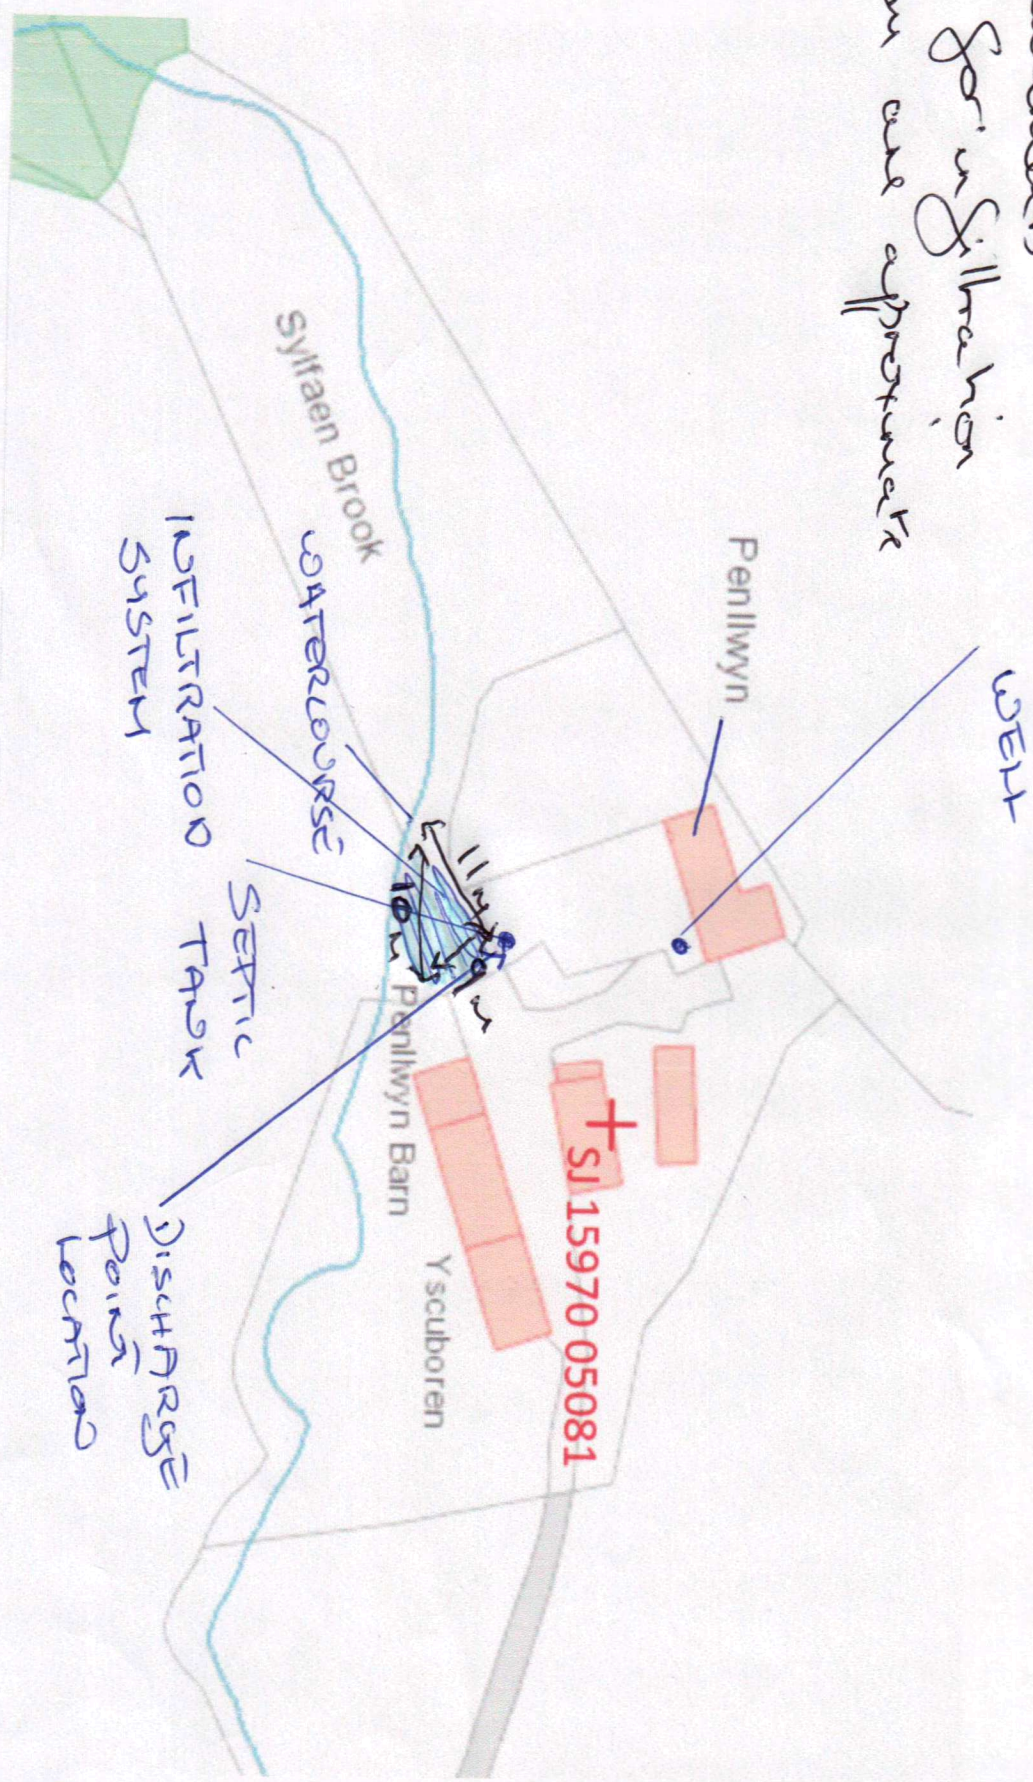 for infiltration
and approximate
WELL
Penllwyn
Sylfaen Brook
WATERCOURSE
INFILTRATION
SYSTEM
SEPTIC
TANK
11m
10m
9m
Penllwyn Barn
Yscuboren
SJ 15970 05081
DISCHARGE
POINT
LOCATION